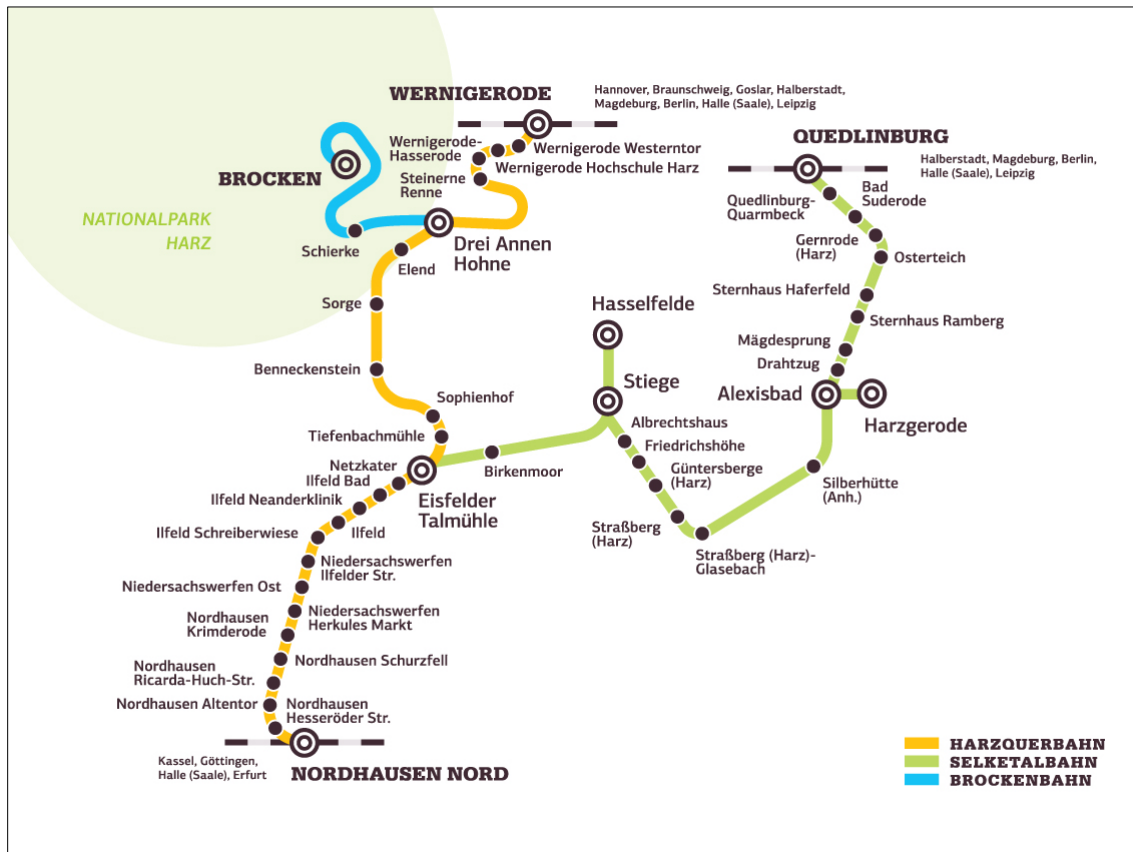 WERNIGERODE
Hannover, Braunschweig, Goslar, Halberstadt,
Magdeburg, Berlin, Halle (Saale), Leipzig
Wernigerode-
Hasserode
Wernigerode Westerntor
Wernigerode Hochschule Harz
Steinerne
Renne
BROCKEN
NATIONALPARK
HARZ
Schierke
Drei Annen
Hohne
Elend
Sorge
Benneckenstein
Sophienhof
Tiefenbachmühle
Netzkater
Ilfeld Bad
Ilfeld Neanderklinik
Eisfelder
Talmühle
Ilfeld Schreiberwiese
Ilfeld
Niedersachswerfen
Ilfelder Str.
Niedersachswerfen Ost
Niedersachswerfen
Herkules Markt
Nordhausen
Krimderode
Nordhausen Schurzfell
Nordhausen
Ricarda-Huch-Str.
Nordhausen Altentor
Nordhausen
Hesseröder Str.
Kassel, Göttingen,
Halle (Saale), Erfurt
NORDHAUSEN NORD
QUEDLINBURG
Halberstadt, Magdeburg, Berlin,
Halle (Saale), Leipzig
Quedlinburg-
Quarmbeck
Bad
Suderode
Gernrode
(Harz)
Osterteich
Sternhaus Haferfeld
Sternhaus Ramberg
Mägdesprung
Drahtzug
Alexisbad
Harzgerode
Hasselfelde
Stiege
Birkenmoor
Albrechtshaus
Friedrichshöhe
Güntersberge
(Harz)
Straßberg
(Harz)
Straßberg (Harz)-
Glasebach
Silberhütte
(Anh.)
HARZQUERBAHN
SELKETALBAHN
BROCKENBAHN